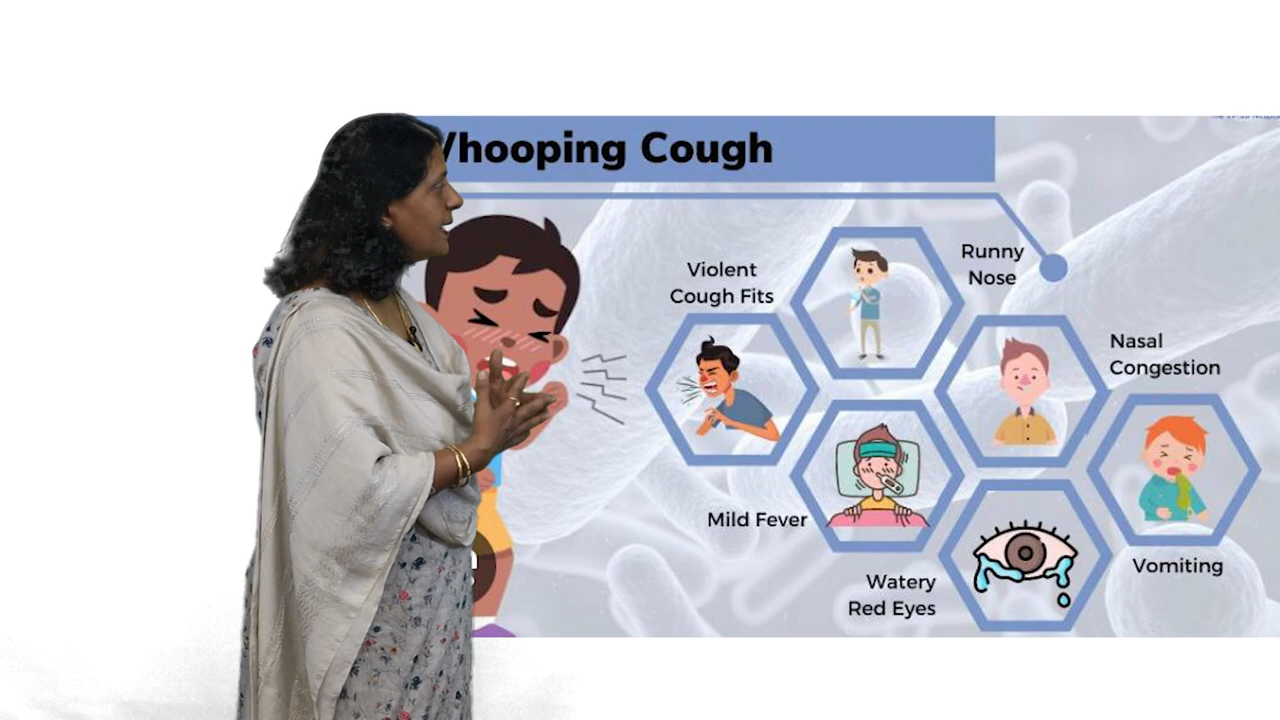 Whooping Cough
Runny
Nose
Violent
Cough Fits
Nasal
Congestion
Mild Fever
Vomiting
Watery
Red Eyes